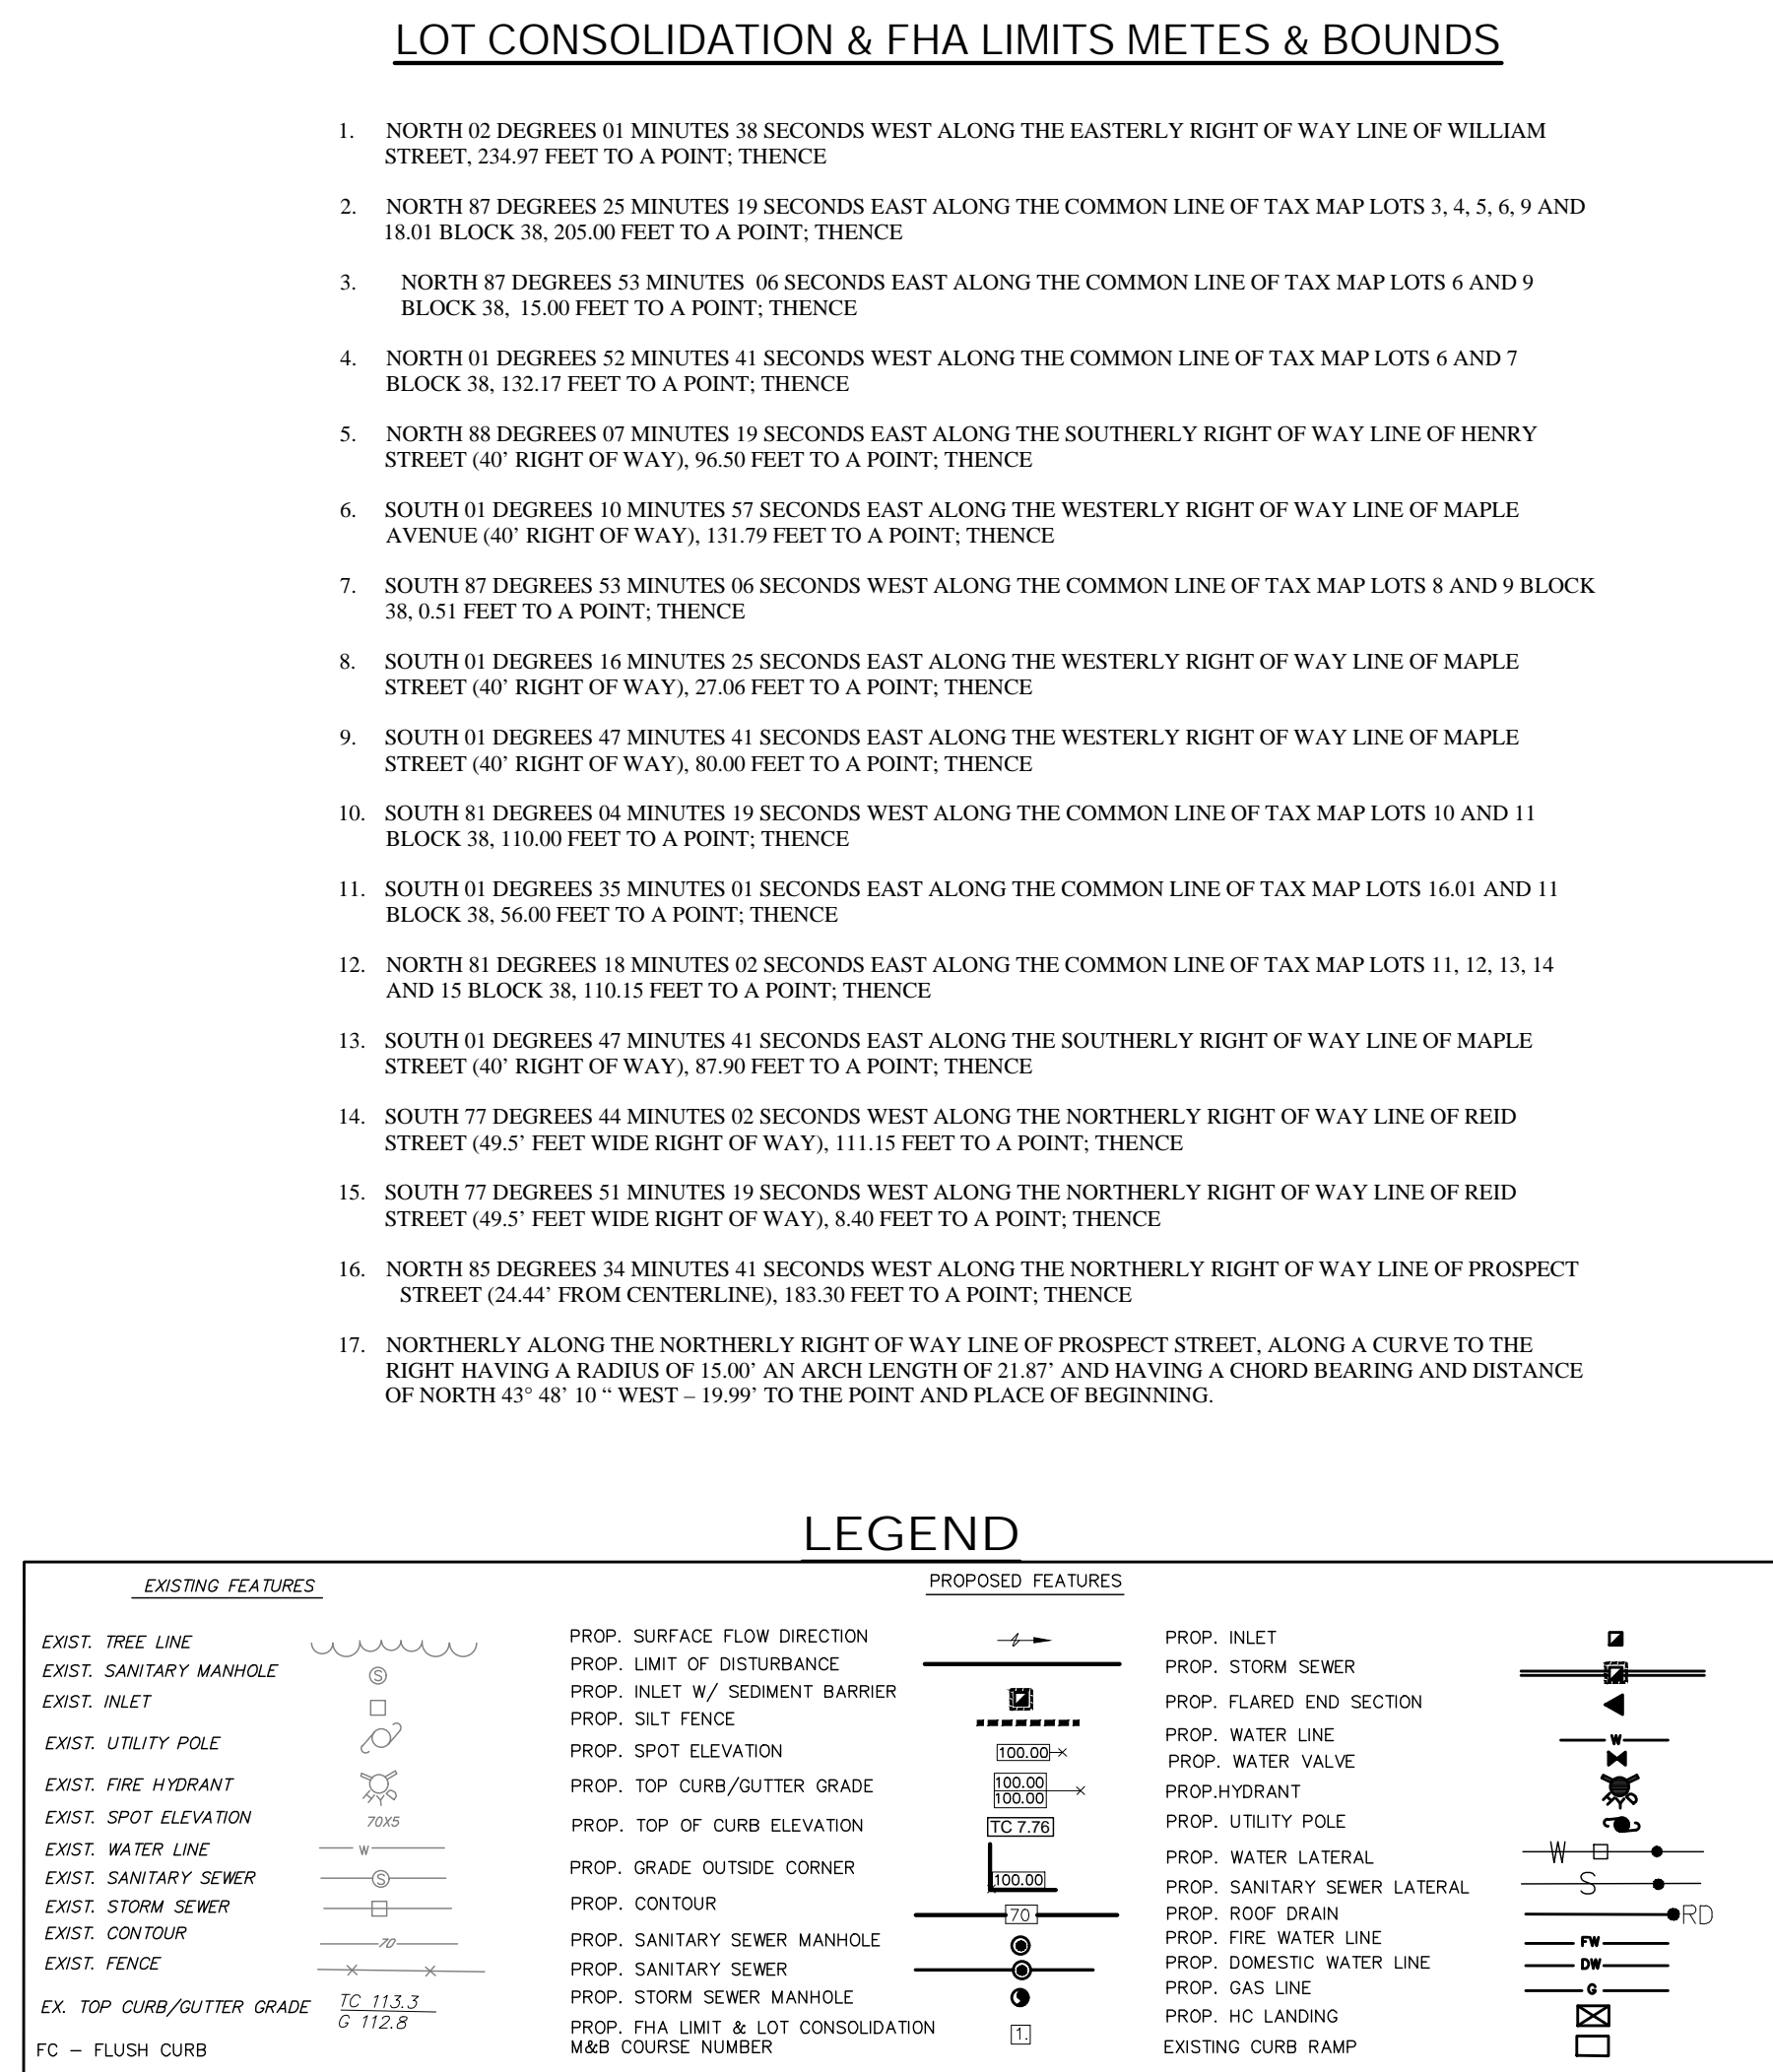 LOT CONSOLIDATION & FHA LIMITS METES & BOUNDS
1. NORTH 02 DEGREES 01 MINUTES 38 SECONDS WEST ALONG THE EASTERLY RIGHT OF WAY LINE OF WILLIAM
STREET, 234.97 FEET TO A POINT; THENCE
2. NORTH 87 DEGREES 25 MINUTES 19 SECONDS EAST ALONG THE COMMON LINE OF TAX MAP LOTS 3, 4, 5, 6, 9 AND
18.01 BLOCK 38, 205.00 FEET TO A POINT; THENCE
3. NORTH 87 DEGREES 53 MINUTES 06 SECONDS EAST ALONG THE COMMON LINE OF TAX MAP LOTS 6 AND 9
BLOCK 38, 15.00 FEET TO A POINT; THENCE
4. NORTH 01 DEGREES 52 MINUTES 41 SECONDS WEST ALONG THE COMMON LINE OF TAX MAP LOTS 6 AND 7
BLOCK 38, 132.17 FEET TO A POINT; THENCE
5. NORTH 88 DEGREES 07 MINUTES 19 SECONDS EAST ALONG THE SOUTHERLY RIGHT OF WAY LINE OF HENRY
STREET (40’ RIGHT OF WAY), 96.50 FEET TO A POINT; THENCE
6. SOUTH 01 DEGREES 10 MINUTES 57 SECONDS EAST ALONG THE WESTERLY RIGHT OF WAY LINE OF MAPLE
AVENUE (40’ RIGHT OF WAY), 131.79 FEET TO A POINT; THENCE
7. SOUTH 87 DEGREES 53 MINUTES 06 SECONDS WEST ALONG THE COMMON LINE OF TAX MAP LOTS 8 AND 9 BLOCK
38, 0.51 FEET TO A POINT; THENCE
8. SOUTH 01 DEGREES 16 MINUTES 25 SECONDS EAST ALONG THE WESTERLY RIGHT OF WAY LINE OF MAPLE
STREET (40’ RIGHT OF WAY), 27.06 FEET TO A POINT; THENCE
9. SOUTH 01 DEGREES 47 MINUTES 41 SECONDS EAST ALONG THE WESTERLY RIGHT OF WAY LINE OF MAPLE
STREET (40’ RIGHT OF WAY), 80.00 FEET TO A POINT; THENCE
10. SOUTH 81 DEGREES 04 MINUTES 19 SECONDS WEST ALONG THE COMMON LINE OF TAX MAP LOTS 10 AND 11
BLOCK 38, 110.00 FEET TO A POINT; THENCE
11. SOUTH 01 DEGREES 35 MINUTES 01 SECONDS EAST ALONG THE COMMON LINE OF TAX MAP LOTS 16.01 AND 11
BLOCK 38, 56.00 FEET TO A POINT; THENCE
12. NORTH 81 DEGREES 18 MINUTES 02 SECONDS EAST ALONG THE COMMON LINE OF TAX MAP LOTS 11, 12, 13, 14
AND 15 BLOCK 38, 110.15 FEET TO A POINT; THENCE
13. SOUTH 01 DEGREES 47 MINUTES 41 SECONDS EAST ALONG THE SOUTHERLY RIGHT OF WAY LINE OF MAPLE
STREET (40’ RIGHT OF WAY), 87.90 FEET TO A POINT; THENCE
14. SOUTH 77 DEGREES 44 MINUTES 02 SECONDS WEST ALONG THE NORTHERLY RIGHT OF WAY LINE OF REID
STREET (49.5’ FEET WIDE RIGHT OF WAY), 111.15 FEET TO A POINT; THENCE
15. SOUTH 77 DEGREES 51 MINUTES 19 SECONDS WEST ALONG THE NORTHERLY RIGHT OF WAY LINE OF REID
STREET (49.5’ FEET WIDE RIGHT OF WAY), 8.40 FEET TO A POINT; THENCE
16. NORTH 85 DEGREES 34 MINUTES 41 SECONDS WEST ALONG THE NORTHERLY RIGHT OF WAY LINE OF PROSPECT
STREET (24.44’ FROM CENTERLINE), 183.30 FEET TO A POINT; THENCE
17. NORTHERLY ALONG THE NORTHERLY RIGHT OF WAY LINE OF PROSPECT STREET, ALONG A CURVE TO THE
RIGHT HAVING A RADIUS OF 15.00’ AN ARCH LENGTH OF 21.87’ AND HAVING A CHORD BEARING AND DISTANCE
OF NORTH 43° 48’ 10 “ WEST – 19.99’ TO THE POINT AND PLACE OF BEGINNING.
LEGEND
EXISTING FEATURES
EXIST. TREE LINE
EXIST. SANITARY MANHOLE S
EXIST. INLET
EXIST. UTILITY POLE
EXIST. FIRE HYDRANT HYD
EXIST. SPOT ELEVATION 70X5
EXIST. WATER LINE W
EXIST. SANITARY SEWER S
EXIST. STORM SEWER
EXIST. CONTOUR 70
EXIST. FENCE
EX. TOP CURB/GUTTER GRADE TC 113.3
G 112.8
FC – FLUSH CURB
PROPOSED FEATURES
PROP. SURFACE FLOW DIRECTION
PROP. LIMIT OF DISTURBANCE
PROP. INLET W/ SEDIMENT BARRIER
PROP. SILT FENCE
PROP. SPOT ELEVATION 100.00
PROP. TOP CURB/GUTTER GRADE 100.00
100.00
PROP. TOP OF CURB ELEVATION TC 7.76
PROP. GRADE OUTSIDE CORNER 100.00
PROP. CONTOUR 70
PROP. SANITARY SEWER MANHOLE
PROP. SANITARY SEWER
PROP. STORM SEWER MANHOLE
PROP. FHA LIMIT & LOT CONSOLIDATION
M&B COURSE NUMBER 1.
PROP. INLET
PROP. STORM SEWER
PROP. FLARED END SECTION
PROP. WATER LINE W
PROP. WATER VALVE
PROP.HYDRANT HYD
PROP. UTILITY POLE
PROP. WATER LATERAL W
PROP. SANITARY SEWER LATERAL S
PROP. ROOF DRAIN RD
PROP. FIRE WATER LINE FW
PROP. DOMESTIC WATER LINE DW
PROP. GAS LINE G
PROP. HC LANDING
EXISTING CURB RAMP